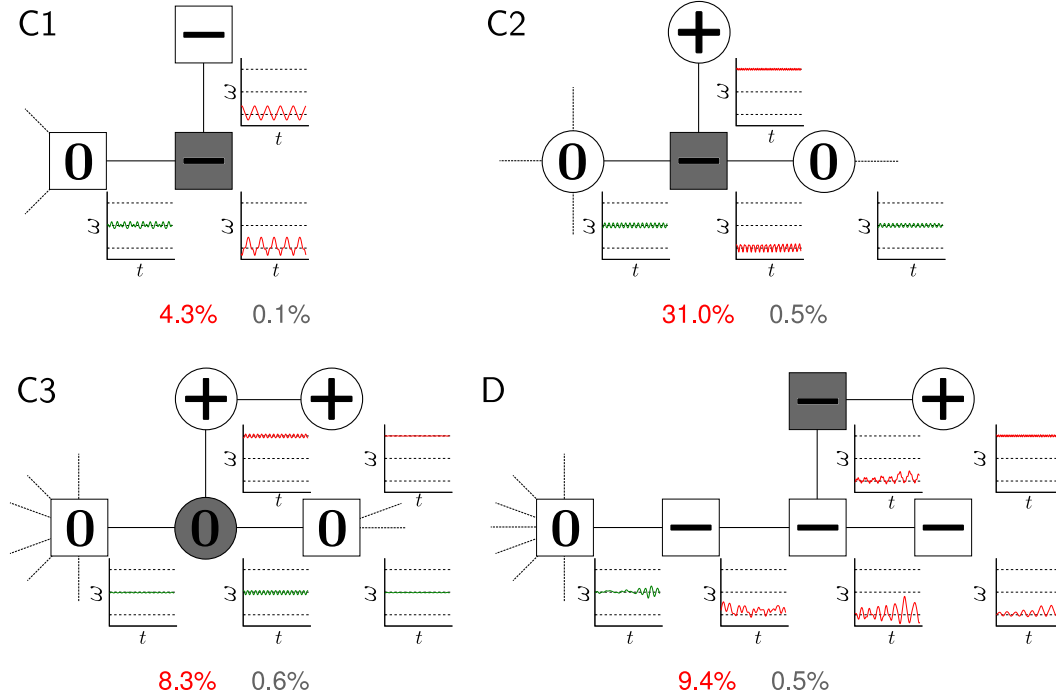 C1
−
ω
t
0 −
ω ω
t t
4.3% 0.1%
C2
+
ω
t
0 − 0
ω ω ω
t t t
31.0% 0.5%
C3
+ +
ω ω
t t
0 0 0
ω ω ω
t t t
8.3% 0.6%
D
− +
ω ω
t t
0 − − −
ω ω ω ω
t t t t
9.4% 0.5%